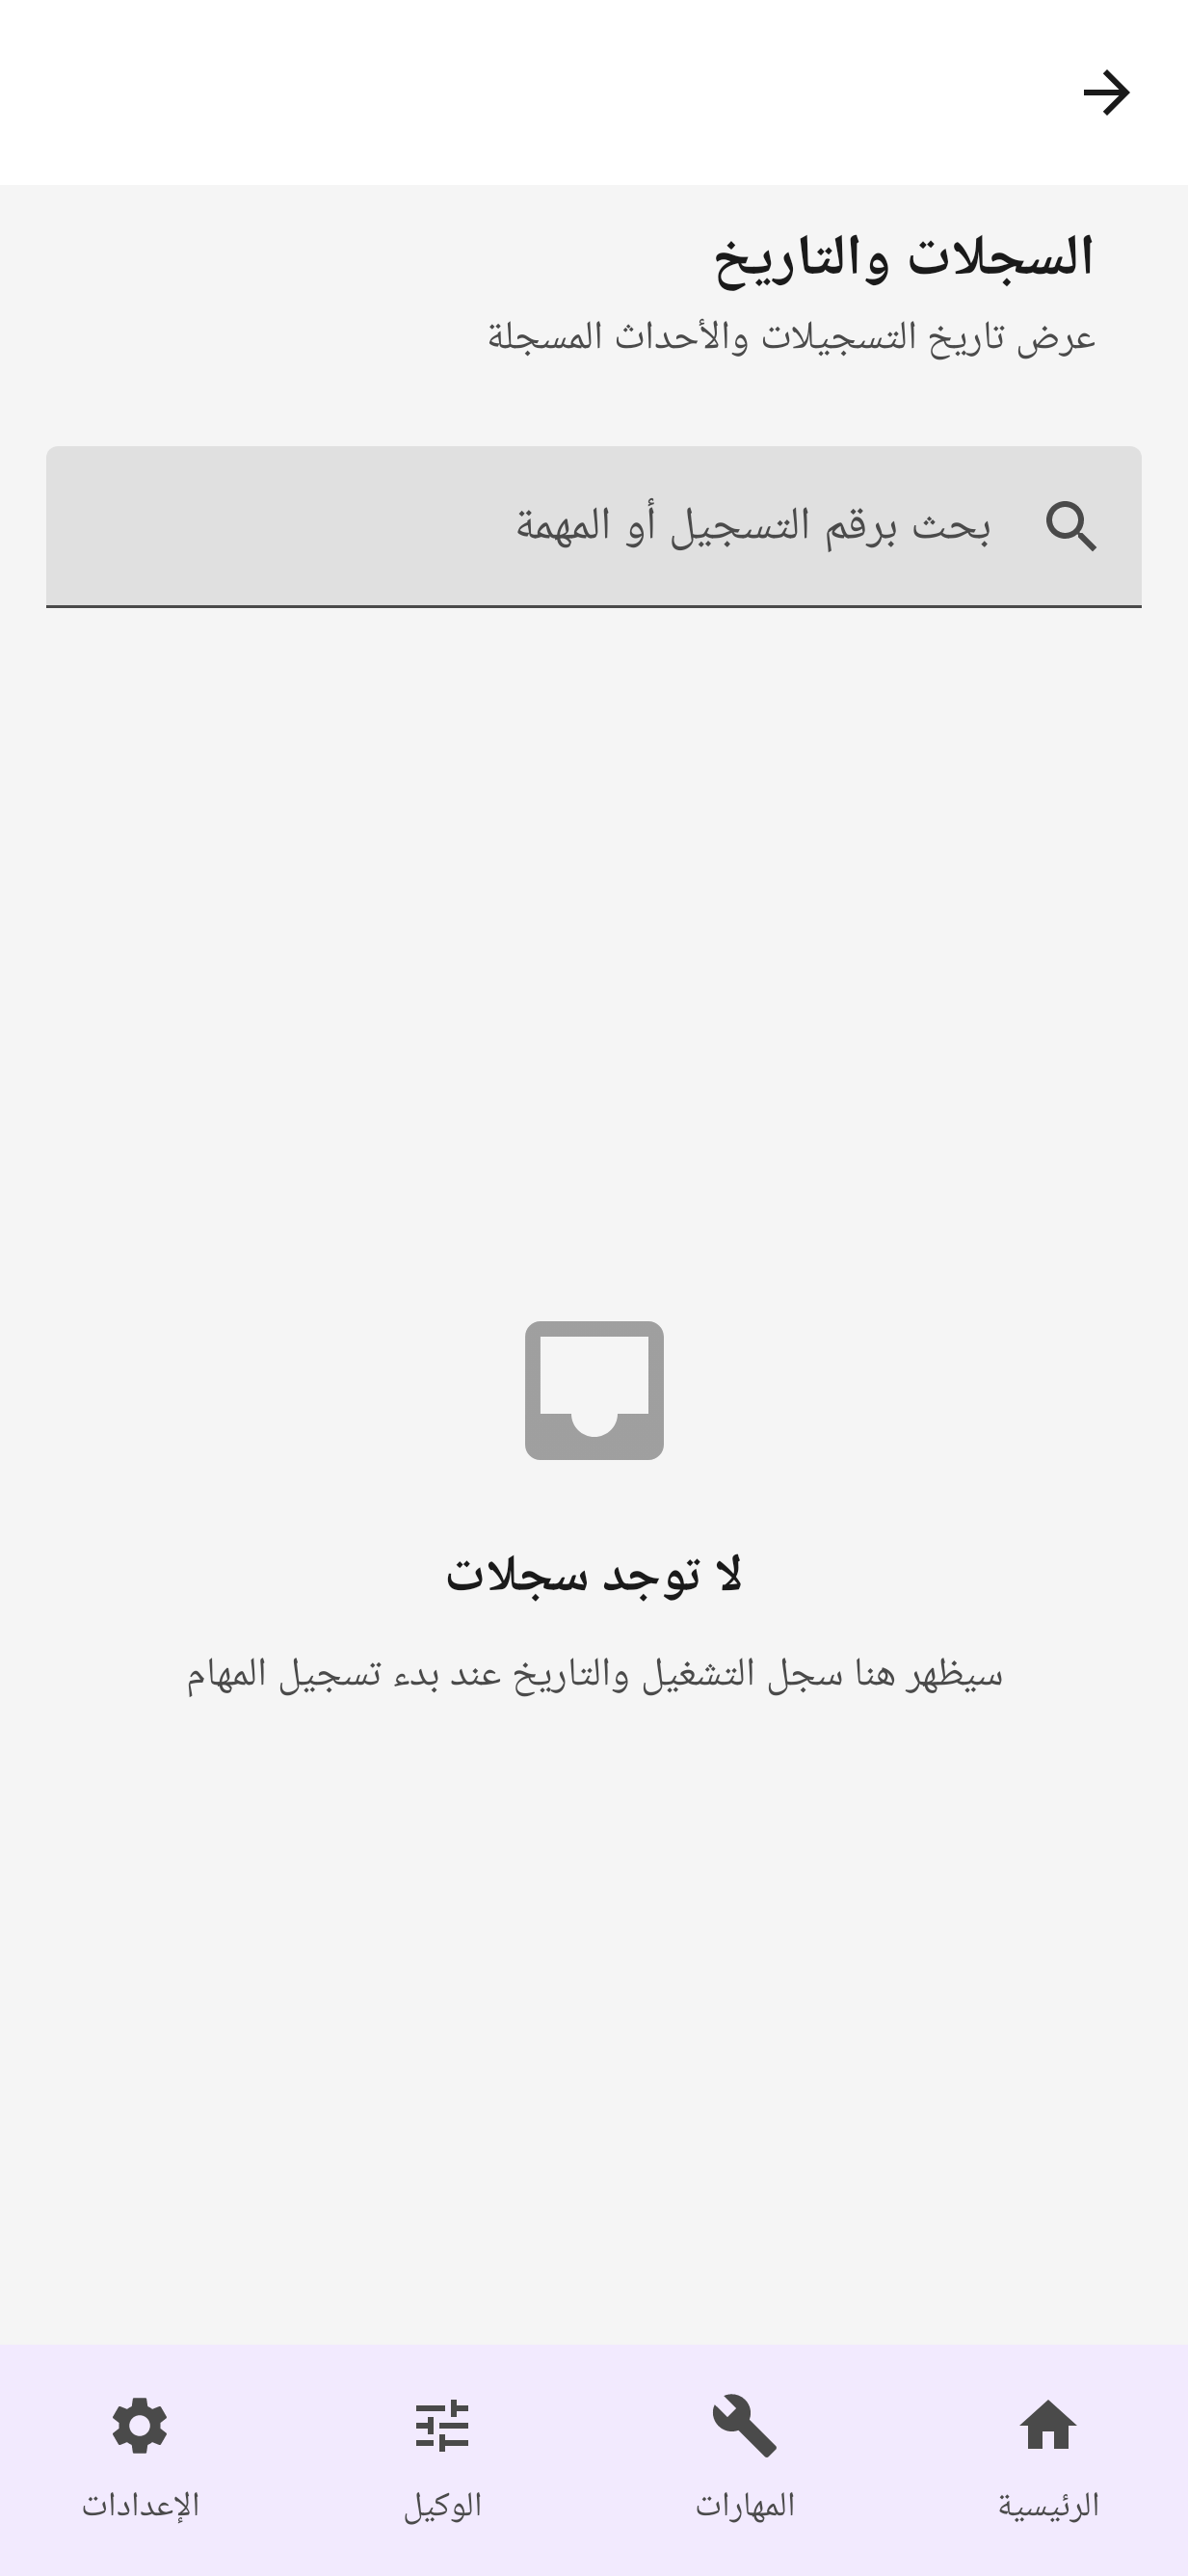 السجلات والتاريخ
عرض تاريخ التسجيلات والأحداث المسجلة
بحث برقم التسجيل أو المهمة
لا توجد سجلات
سيظهر هنا سجل التشغيل والتاريخ عند بدء تسجيل المهام
الرئيسية
المهارات
الوكيل
الإعدادات